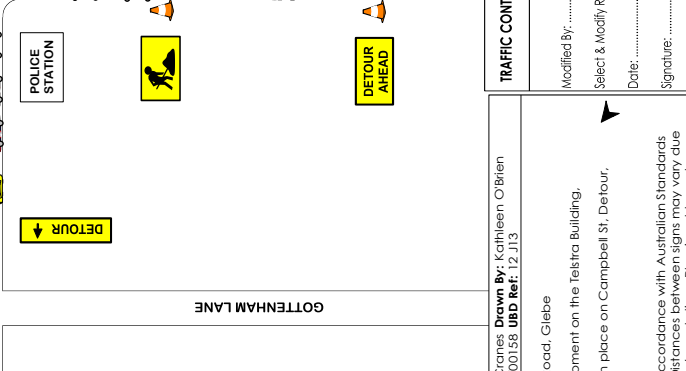 POLICE
STATION
DETOUR
AHEAD
DETOUR
GOTTENHAM LANE
TRAFFIC CONT
Modified By: ..........
Select & Modify R
Date: ..................
Signature: ..........
Cranes Drawn By: Kathleen O'Brien
00158 UBD Ref: 12 J13
oad, Glebe
oment on the Telstra Building,
n place on Campbell St, Detour,
ccordance with Australian Standards
istances between signs may vary due